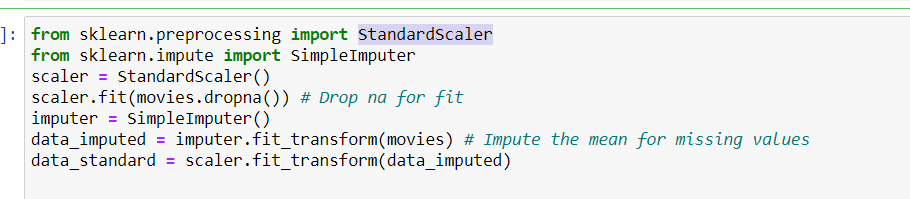 ]: from sklearn.preprocessing import StandardScaler
from sklearn.impute import SimpleImputer
scaler = StandardScaler()
scaler.fit(movies.dropna()) # Drop na for fit
imputer = SimpleImputer()
data_imputed = imputer.fit_transform(movies) # Impute the mean for missing values
data_standard = scaler.fit_transform(data_imputed)